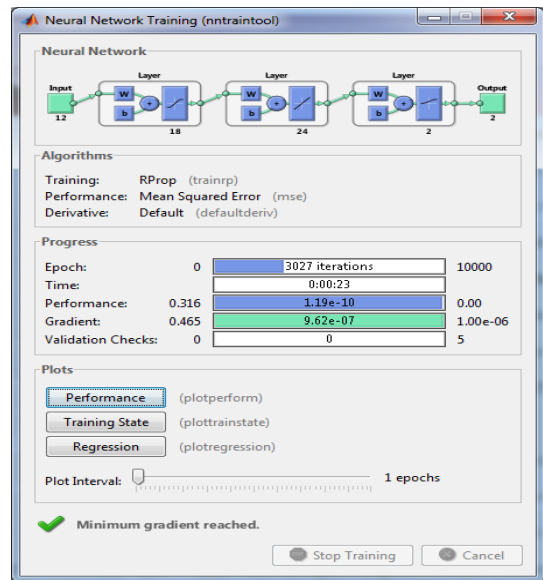 Neural Network Training (nntraintool)
Neural Network
Layer Layer Layer
Input W b + W b + W b + Output
12 18 24 2 2
Algorithms
Training: RProp (trainrp)
Performance: Mean Squared Error (mse)
Derivative: Default (defaultderiv)
Progress
Epoch: 0 3027 iterations 10000
Time: 0:00:23
Performance: 0.316 1.19e-10 0.00
Gradient: 0.465 9.62e-07 1.00e-06
Validation Checks: 0 0 5
Plots
Performance (plotperform)
Training State (plottrainstate)
Regression (plotregression)
Plot Interval: 1 epochs
Minimum gradient reached.
Stop Training Cancel